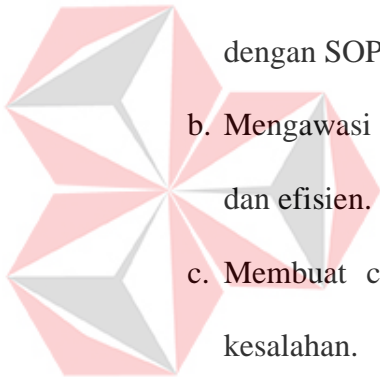 dengan SOP
b. Mengawasi
dan efisien.
c. Membuat c
kesalahan.